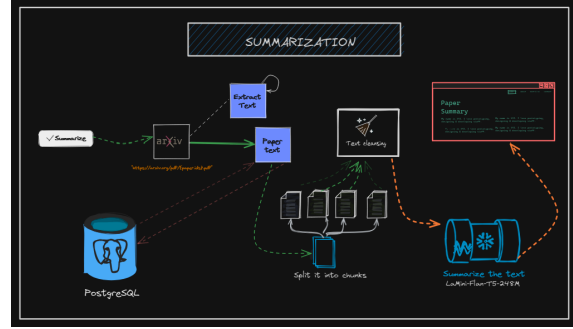 SUMMARIZATION
Extract
Text
✓ Summarize
arXiv
Paper
text
Text cleansing
Paper
Summary
PostgreSQL
Split it into chunks
Summarize the text
LaMini-Flan-T5-248M